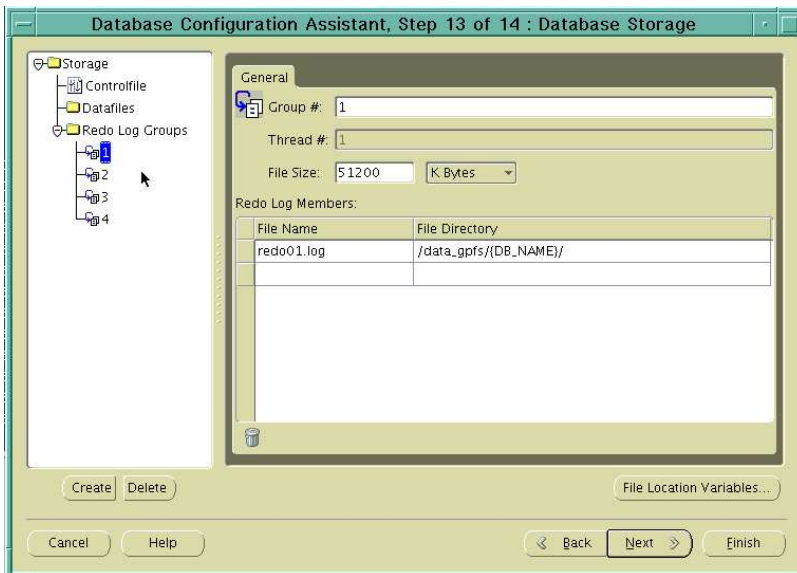 Database Configuration Assistant, Step 13 of 14 : Database Storage
Storage
Controlfile
Datafiles
Redo Log Groups
1
2
3
4
General
Group #: 1
Thread #: 1
File Size: 51200 K Bytes
Redo Log Members:
File Name File Directory
redo01.log /data_gpfs/{DB_NAME}/
Create Delete File Location Variables...
Cancel Help Back Next Finish